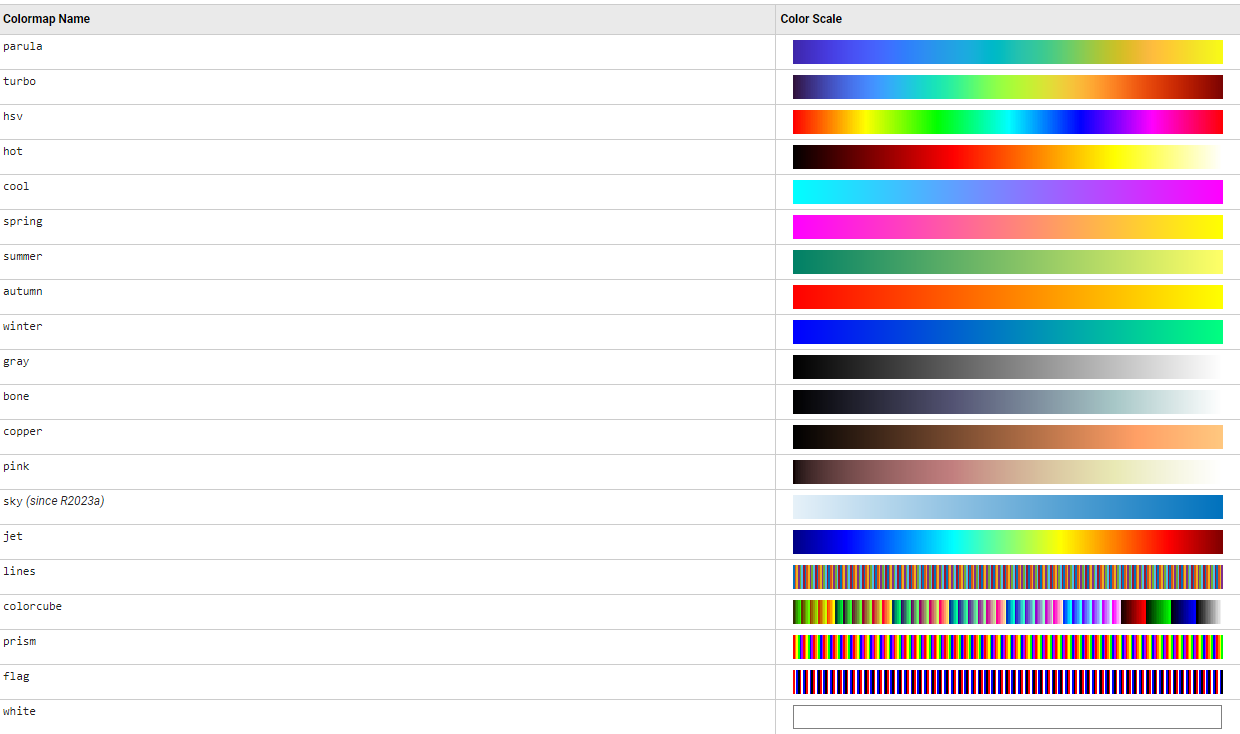 Colormap Name Color Scale
parula
turbo
hsv
hot
cool
spring
summer
autumn
winter
gray
bone
copper
pink
sky (since R2023a)
jet
lines
colorcube
prism
flag
white